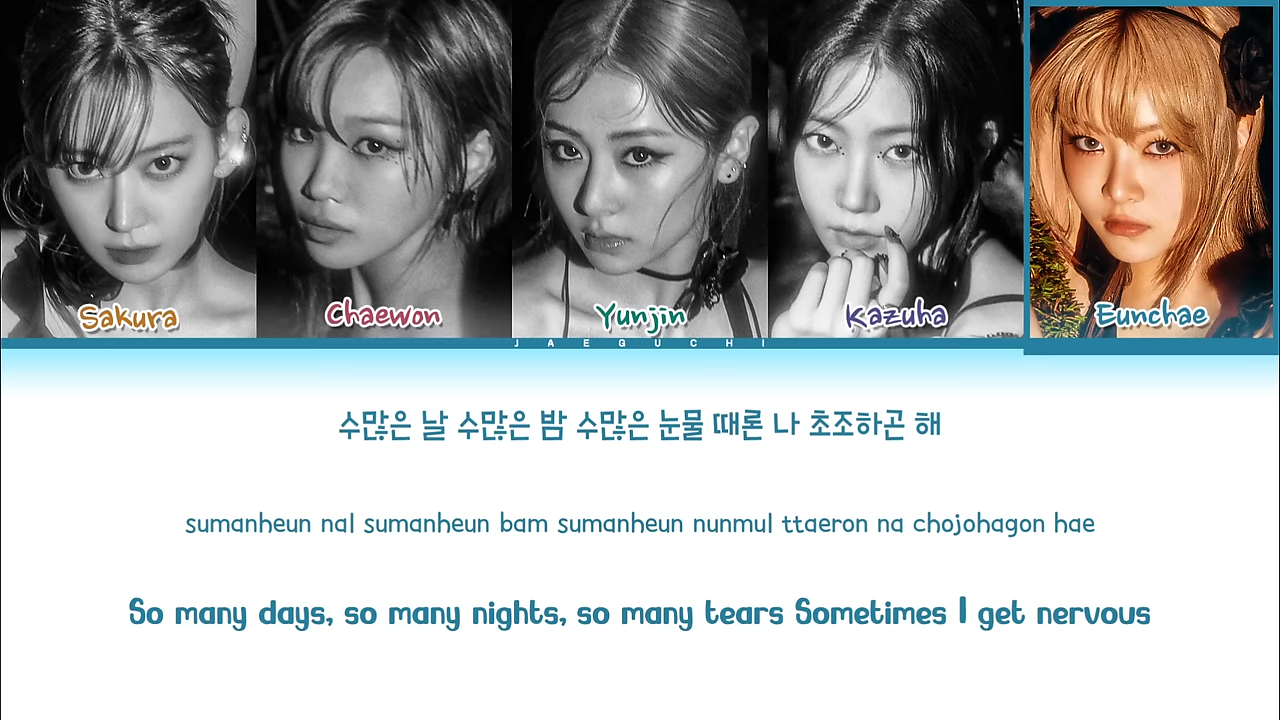 Sakura
Chaewon
Yunjin
Kazuha
Eunchae
JAEGUCHI
수많은 날 수많은 밤 수많은 눈물 때론 나 초조하곤 해
sumanheun nal sumanheun bam sumanheun nunmul ttaeron na chojohagon hae
So many days, so many nights, so many tears Sometimes I get nervous